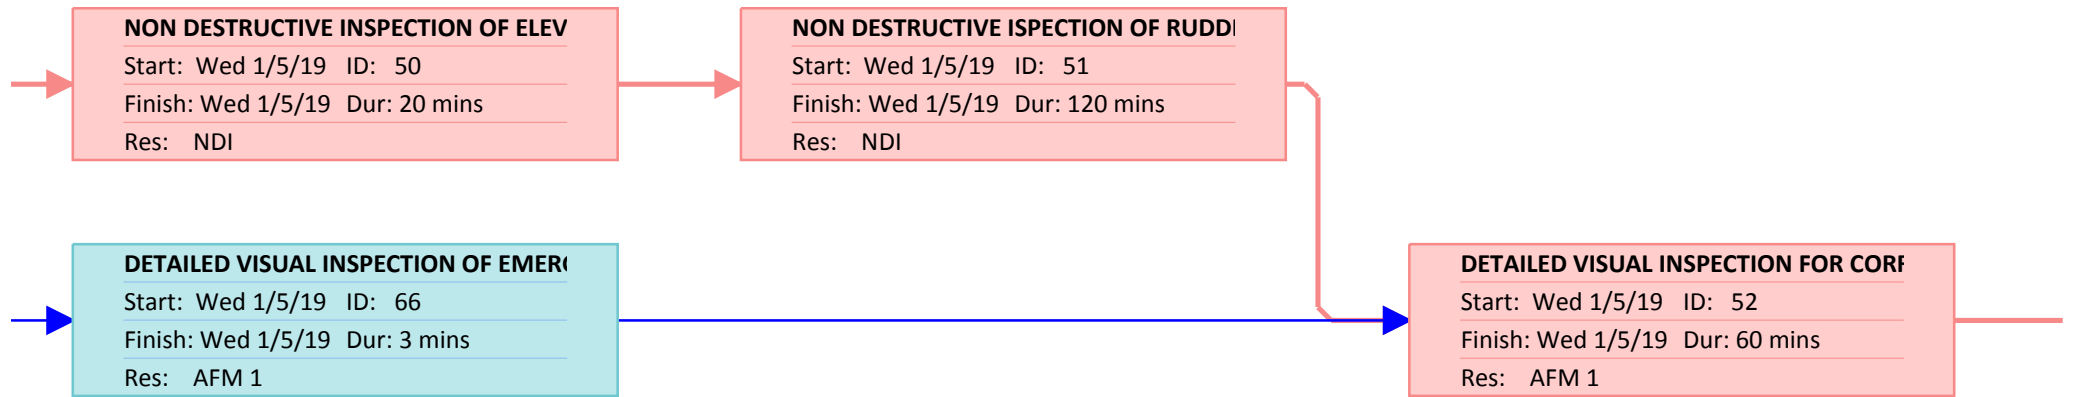 NON DESTRUCTIVE INSPECTION OF ELEV
Start: Wed 1/5/19 ID: 50
Finish: Wed 1/5/19 Dur: 20 mins
Res: NDI
NON DESTRUCTIVE ISPECTION OF RUDD
Start: Wed 1/5/19 ID: 51
Finish: Wed 1/5/19 Dur: 120 mins
Res: NDI
DETAILED VISUAL INSPECTION OF EMER
Start: Wed 1/5/19 ID: 66
Finish: Wed 1/5/19 Dur: 3 mins
Res: AFM 1
DETAILED VISUAL INSPECTION FOR COR
Start: Wed 1/5/19 ID: 52
Finish: Wed 1/5/19 Dur: 60 mins
Res: AFM 1